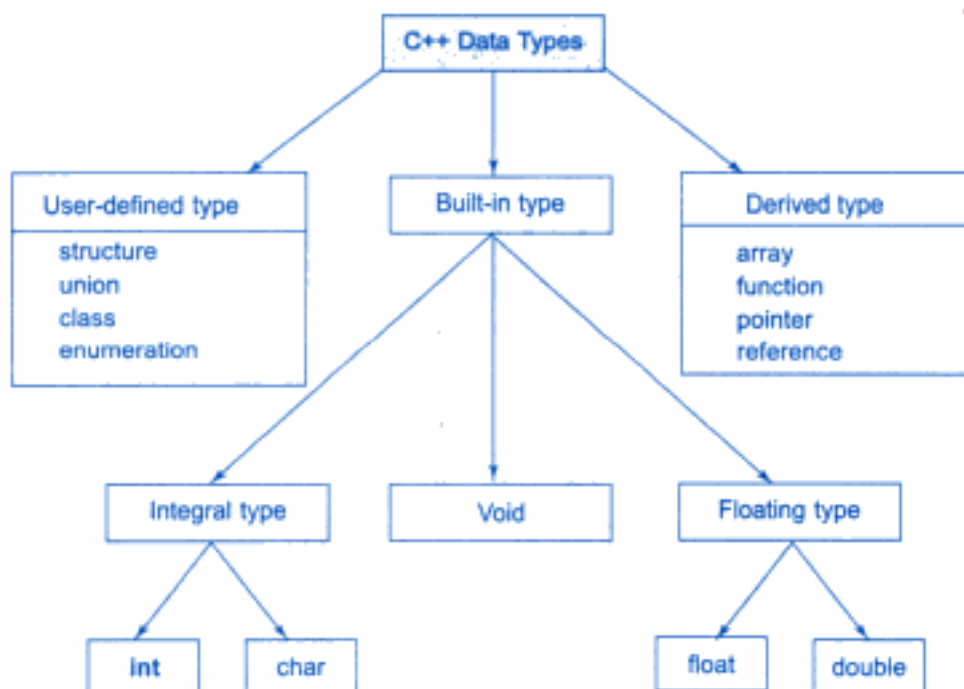 C++ Data Types
User-defined type
structure
union
class
enumeration
Built-in type
Derived type
array
function
pointer
reference
Integral type
Void
Floating type
int
char
float
double